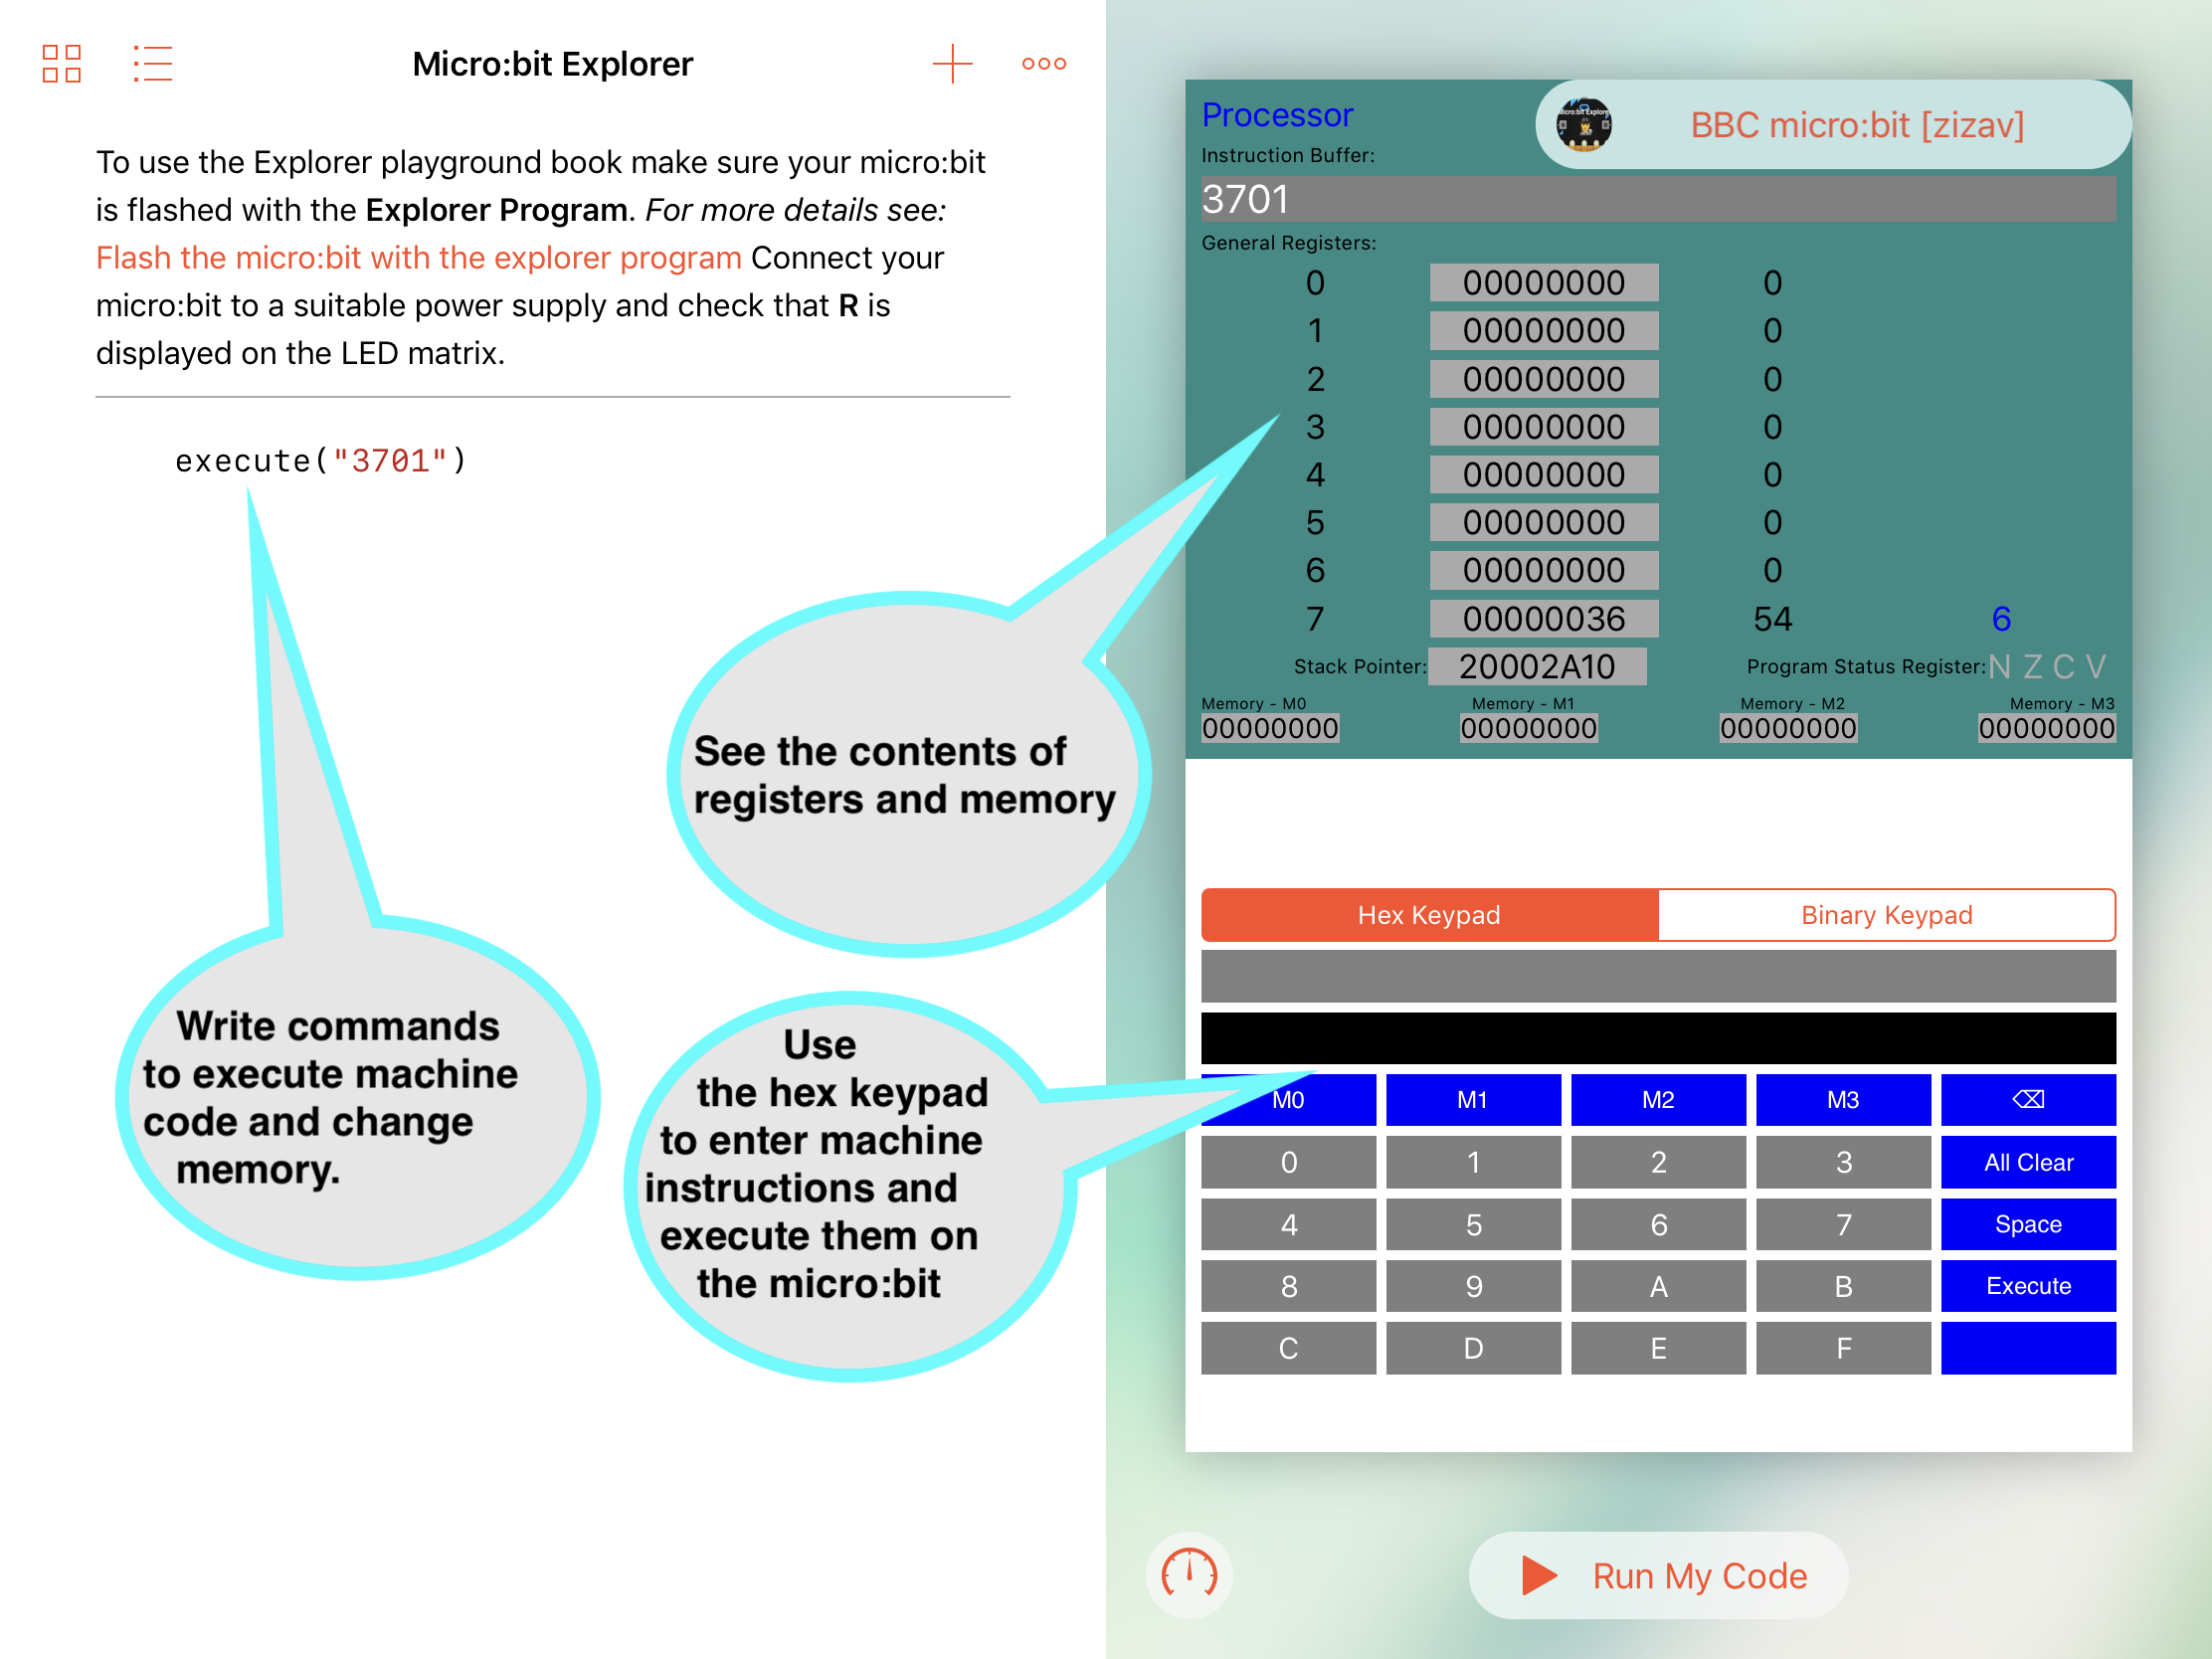 Micro:bit Explorer
To use the Explorer playground book make sure your micro:bit
is flashed with the Explorer Program. For more details see:
Flash the micro:bit with the explorer program Connect your
micro:bit to a suitable power supply and check that R is
displayed on the LED matrix.
execute("3701")
See the contents of
registers and memory
Write commands
to execute machine
code and change
memory.
Use
the hex keypad
to enter machine
instructions and
execute them on
the micro:bit
Processor
BBC micro:bit [zizav]
Instruction Buffer:
3701
General Registers:
0 00000000 0
1 00000000 0
2 00000000 0
3 00000000 0
4 00000000 0
5 00000000 0
6 00000000 0
7 00000036 54 6
Stack Pointer: 20002A10 Program Status Register: N Z C V
Memory - M0 Memory - M1 Memory - M2 Memory - M3
00000000 00000000 00000000 00000000
Hex Keypad Binary Keypad
M0 M1 M2 M3
0 1 2 3 All Clear
4 5 6 7 Space
8 9 A B Execute
C D E F
Run My Code